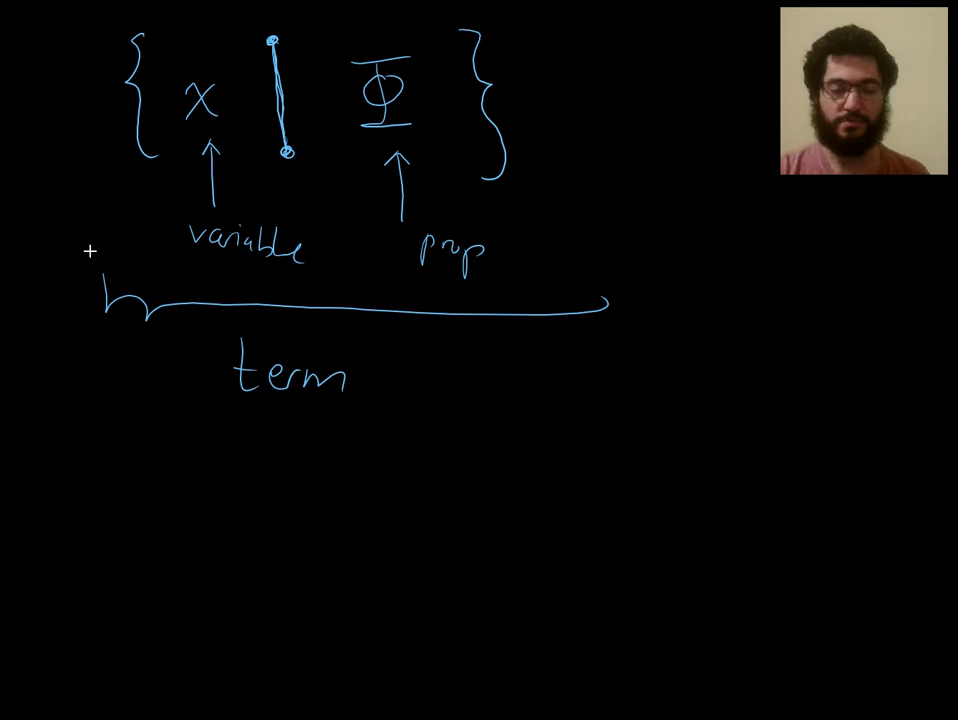 { x | Φ }
variable prop
term